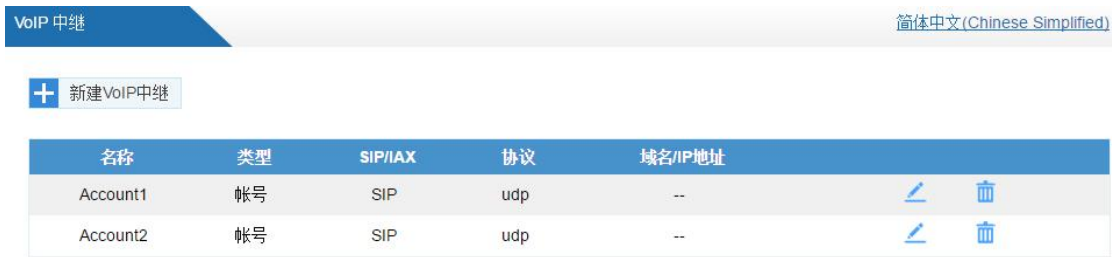 VoIP 中继 简体中文(Chinese Simplified)
新建VoIP中继
名称 类型 SIP/IAX 协议 域名/IP地址
Account1 帐号 SIP udp --
Account2 帐号 SIP udp --